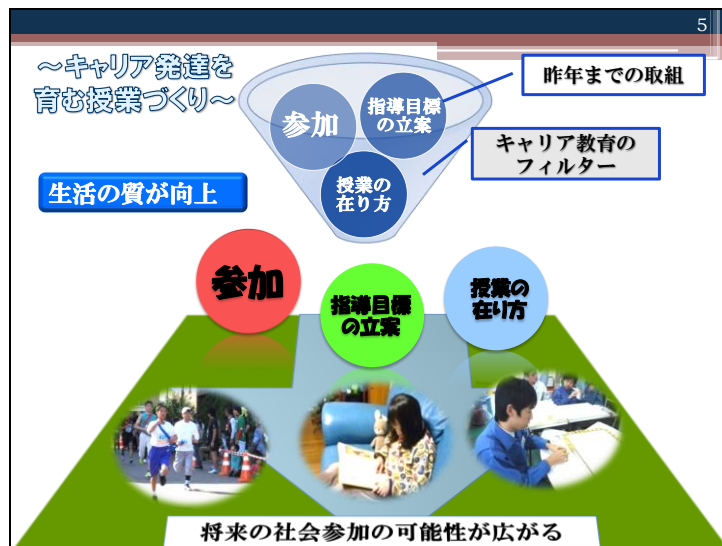 5
～キャリア発達を
育む授業づくり～
昨年までの取組
参加
指導目標
の立案
キャリア教育の
フィルター
授業の
在り方
生活の質が向上
参加
指導目標
の立案
授業の
在り方
将来の社会参加の可能性が広がる